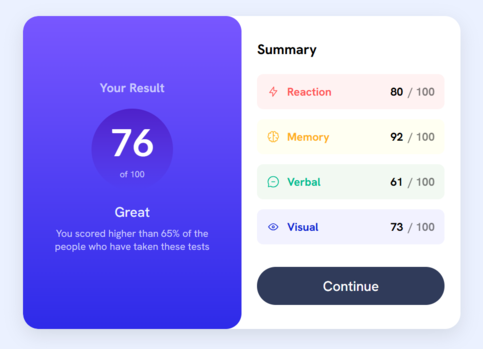 Your Result
76
of 100
Great
You scored higher than 65% of the
people who have taken these tests
Summary
Reaction 80 / 100
Memory 92 / 100
Verbal 61 / 100
Visual 73 / 100
Continue